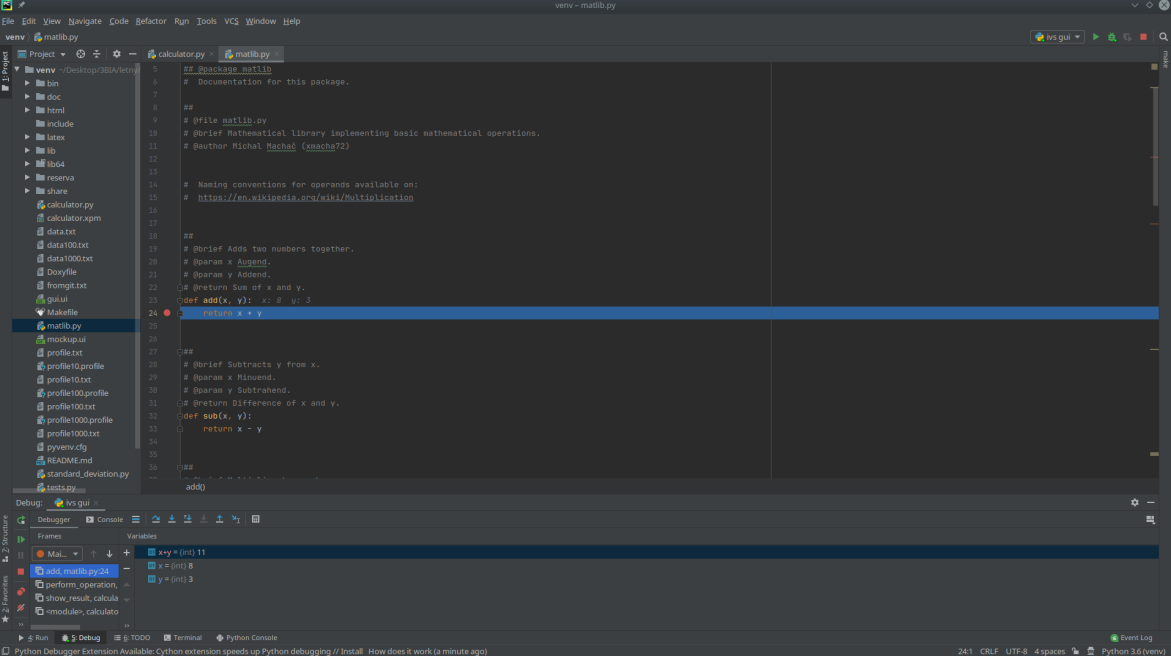 venv – matlib.py
File Edit View Navigate Code Refactor Run Tools VCS Window Help
venv matlib.py
ivs gui
1: Project
Project
calculator.py
matlib.py
make
venv ~/Desktop/3BIA/letny
bin
doc
html
include
latex
lib
lib64
reserva
share
calculator.py
calculator.xpm
data.txt
data100.txt
data1000.txt
Doxyfile
fromgit.txt
gui.ui
Makefile
matlib.py
mockup.ui
profile.txt
profile10.profile
profile10.txt
profile100.profile
profile100.txt
profile1000.profile
profile1000.txt
pyvenv.cfg
README.md
standard_deviation.py
tests.py
5 ## @package matlib
6 # Documentation for this package.
7
8 ##
9 # @file matlib.py
10 # @brief Mathematical library implementing basic mathematical operations.
11 # @author Michal Machač (xmacha72)
12
13
14 # Naming conventions for operands available on:
15 # https://en.wikipedia.org/wiki/Multiplication
16
17
18 ##
19 # @brief Adds two numbers together.
20 # @param x Augend.
21 # @param y Addend.
22 # @return Sum of x and y.
23 def add(x, y): x: 8 y: 3
24 return x + y
25
26
27 ##
28 # @brief Subtracts y from x.
29 # @param x Minuend.
30 # @param y Subtrahend.
31 # @return Difference of x and y.
32 def sub(x, y):
33 return x - y
34
35
36 ##
add()
Debug: ivs gui
Debugger Console
Frames Variables
Mai...
add, matlib.py:24
perform_operation,
show_result, calcula
<module>, calculato
x+y = {int} 11
x = {int} 8
y = {int} 3
7: Structure
2: Favorites
4: Run 5: Debug 6: TODO Terminal Python Console Event Log
Python Debugger Extension Available: Cython extension speeds up Python debugging // Install How does it work (a minute ago) 24:1 CRLF UTF-8 4 spaces Python 3.6 (venv)